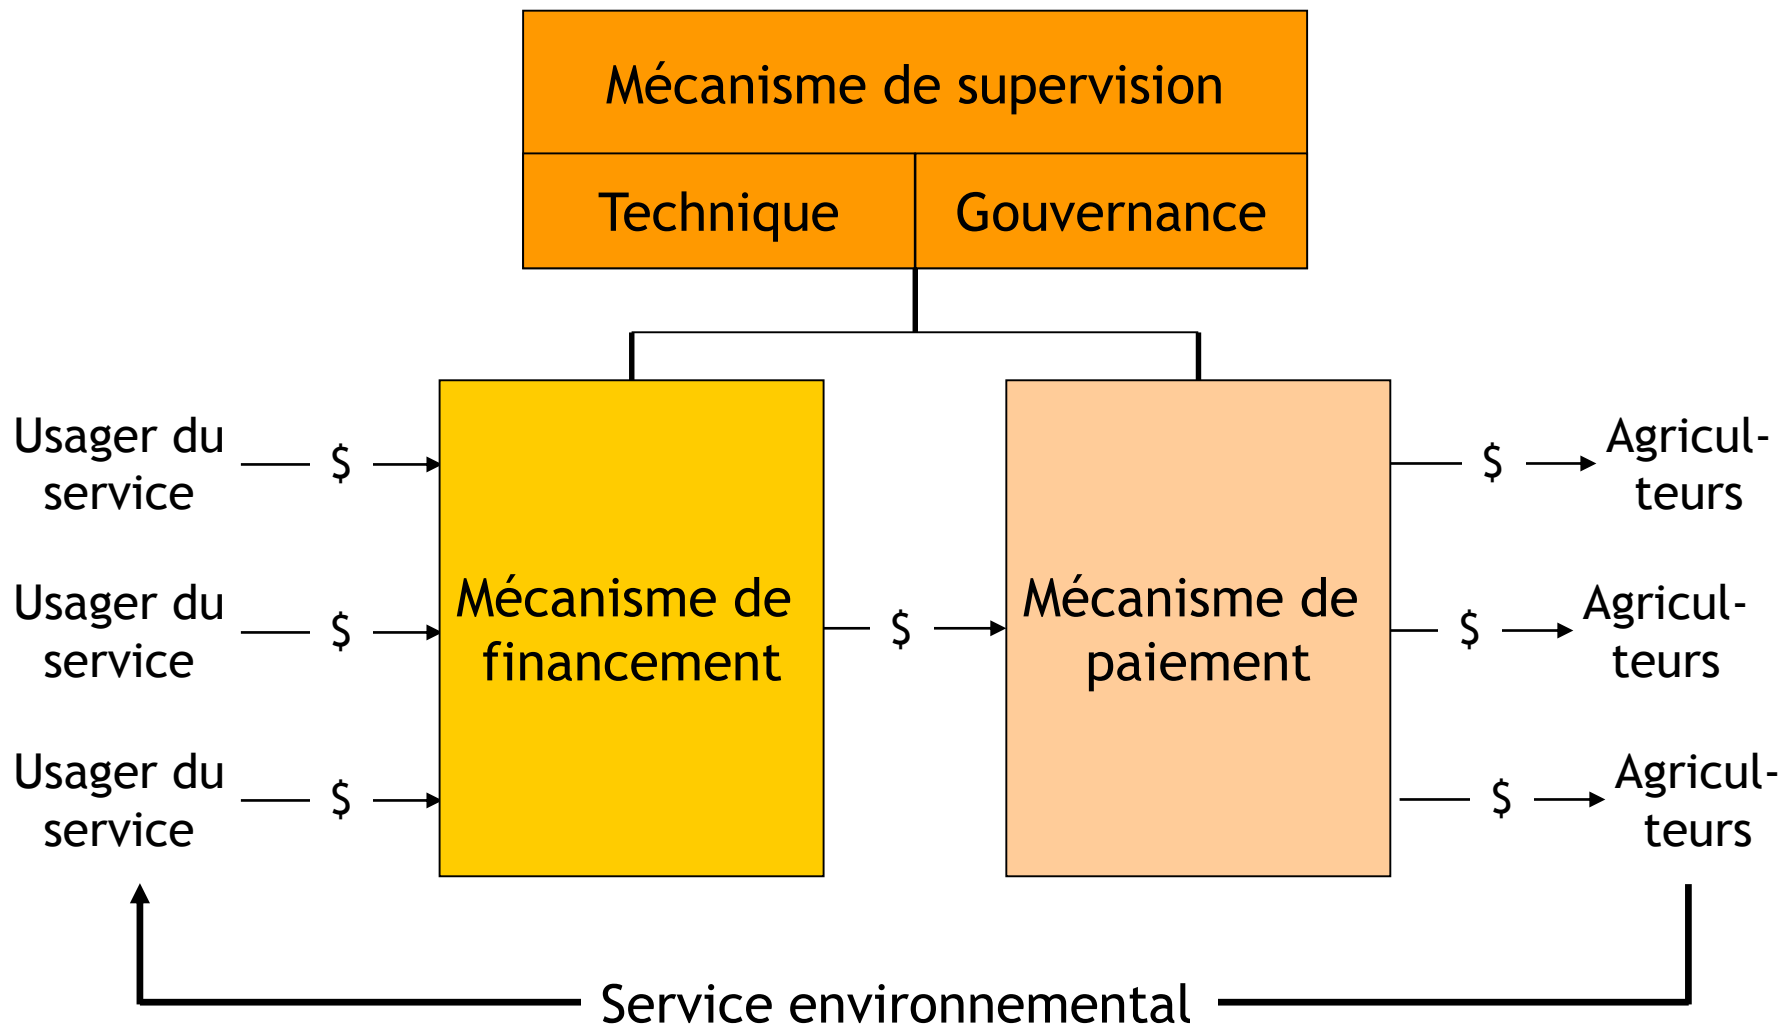 Mécanisme de supervision
Technique
Gouvernance
Usager du
service
$
Usager du
service
$
Usager du
service
$
Mécanisme de
financement
$
Mécanisme de
paiement
$
Agricul-
teurs
$
Agricul-
teurs
$
Agricul-
teurs
Service environnemental